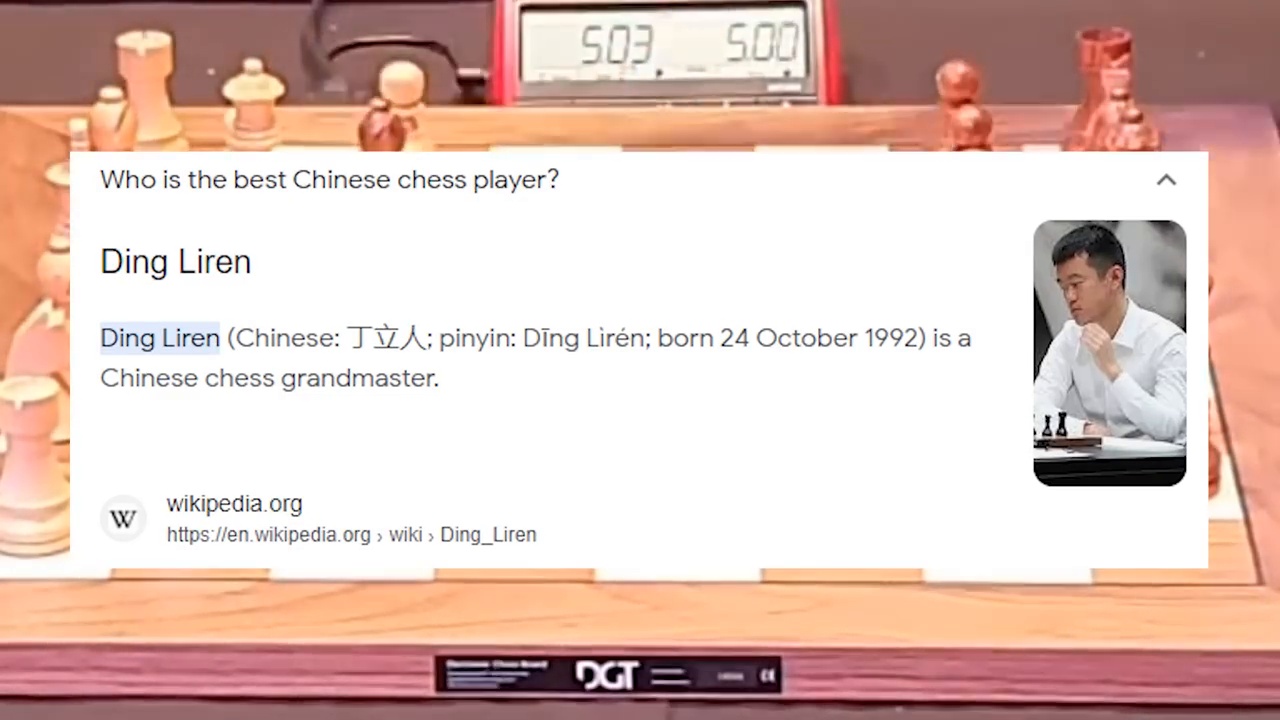 5.03 5.00
Who is the best Chinese chess player?
Ding Liren
Ding Liren (Chinese: 丁立人; pinyin: Dīng Lìrén; born 24 October 1992) is a
Chinese chess grandmaster.
W
wikipedia.org
https://en.wikipedia.org › wiki › Ding_Liren
DGT
CE